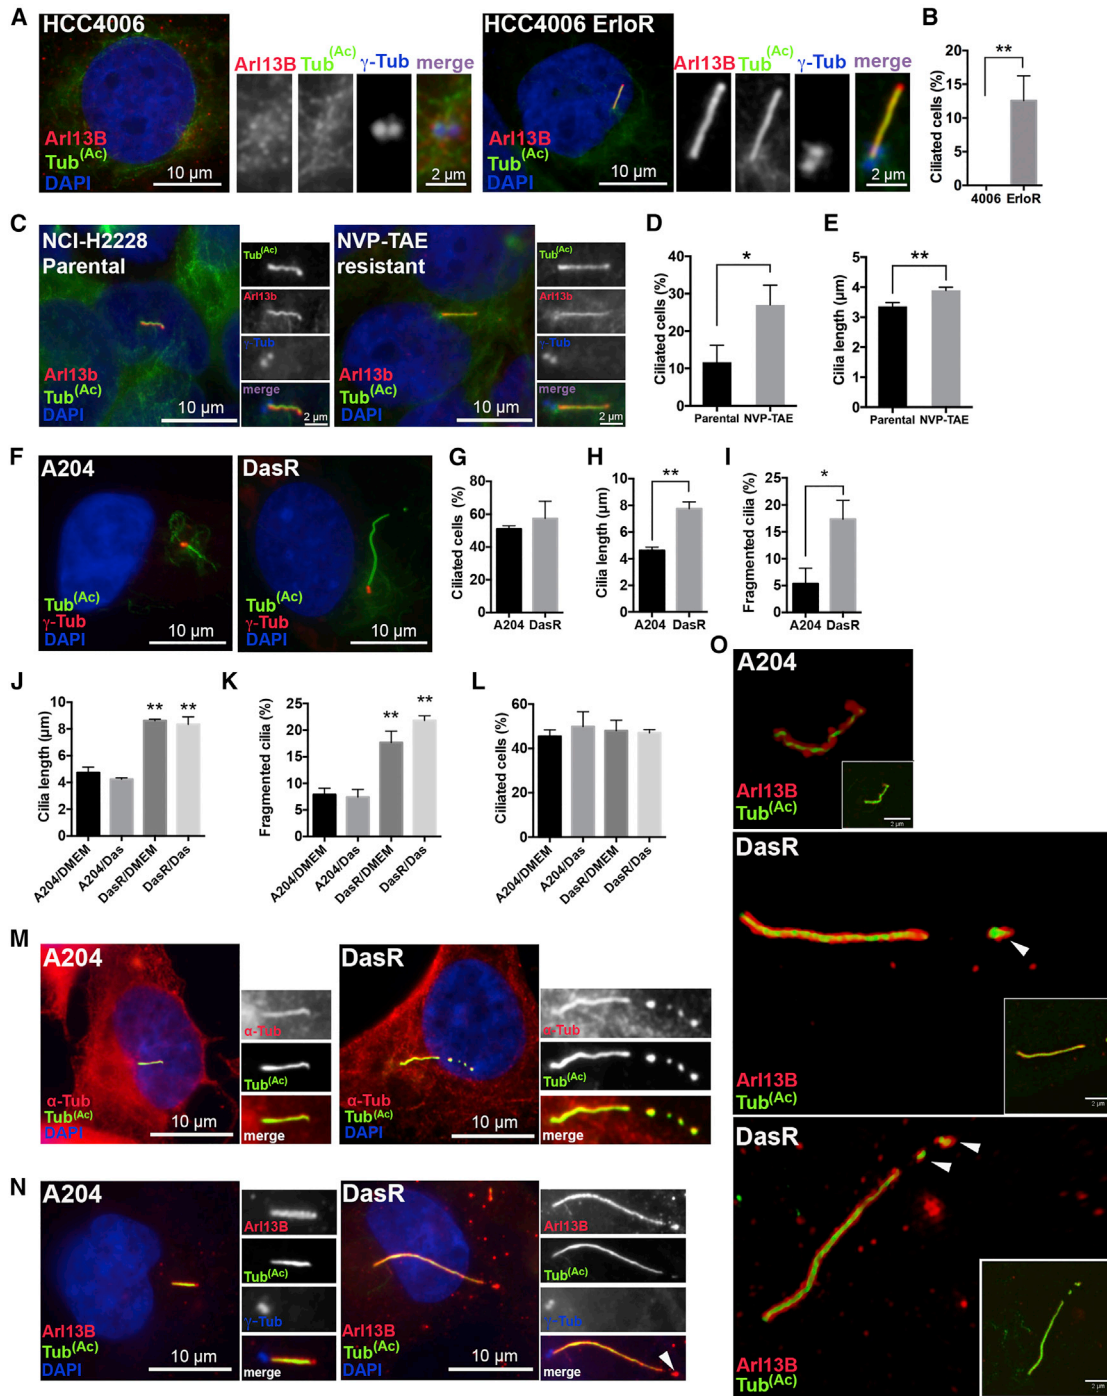 A
HCC4006
Arl13B
Tub(Ac)
DAPI
10 μm
Arl13B
Tub(Ac)
γ-Tub
merge
2 μm
HCC4006 ErloR
Arl13B
Tub(Ac)
DAPI
10 μm
Arl13B
Tub(Ac)
γ-Tub
merge
2 μm
B
Ciliated cells (%)
20
15
10
5
0
**
4006 ErloR
C
NCI-H2228
Parental
Arl13b
Tub(Ac)
DAPI
10 μm
Tub(Ac)
Arl13b
γ-Tub
merge
2 μm
NVP-TAE
resistant
Arl13b
Tub(Ac)
DAPI
10 μm
Tub(Ac)
Arl13b
γ-Tub
merge
2 μm
D
Ciliated cells (%)
40
30
20
10
0
*
Parental NVP-TAE
E
Cilia length (μm)
5
4
3
2
1
0
**
Parental NVP-TAE
F
A204
Tub(Ac)
γ-Tub
DAPI
10 μm
DasR
Tub(Ac)
γ-Tub
DAPI
10 μm
G
Ciliated cells (%)
80
60
40
20
0
A204 DasR
H
Cilia length (μm)
10
8
6
4
2
0
**
A204 DasR
I
Fragmented cilia (%)
25
20
15
10
5
0
*
A204 DasR
J
Cilia length (μm)
10
8
6
4
2
0
** **
A204/DMEM
A204/Das
DasR/DMEM
DasR/Das
K
Fragmented cilia (%)
25
20
15
10
5
0
** **
A204/DMEM
A204/Das
DasR/DMEM
DasR/Das
L
Ciliated cells (%)
60
40
20
0
A204/DMEM
A204/Das
DasR/DMEM
DasR/Das
M
A204
α-Tub
Tub(Ac)
DAPI
10 μm
α-Tub
Tub(Ac)
merge
DasR
α-Tub
Tub(Ac)
DAPI
10 μm
α-Tub
Tub(Ac)
merge
N
A204
Arl13B
Tub(Ac)
DAPI
10 μm
Arl13B
Tub(Ac)
γ-Tub
merge
DasR
Arl13B
Tub(Ac)
DAPI
10 μm
Arl13B
Tub(Ac)
γ-Tub
merge
O
A204
Arl13B
Tub(Ac)
2 μm
DasR
Arl13B
Tub(Ac)
2 μm
DasR
Arl13B
Tub(Ac)
2 μm